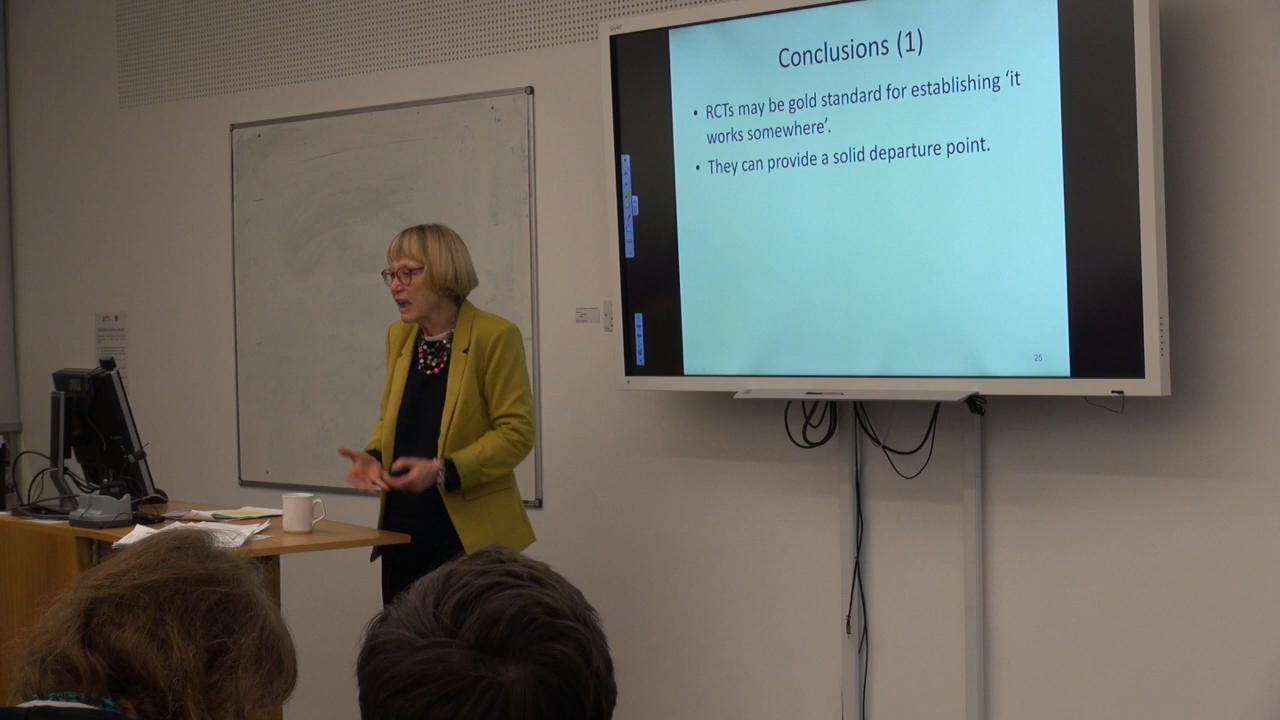 Conclusions (1)
• RCTs may be gold standard for establishing ‘it
works somewhere’.
• They can provide a solid departure point.
25